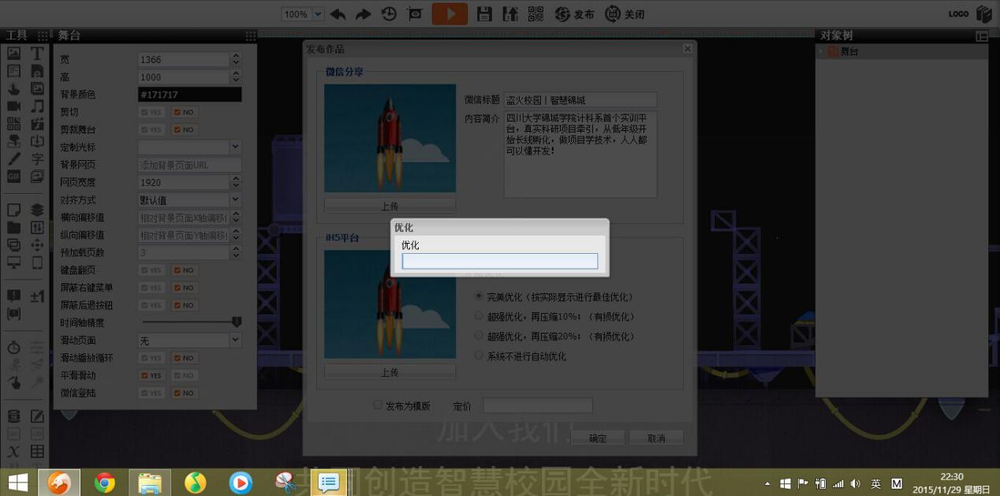 100%
发布
关闭
LOGO
工具
舞台
宽
1366
高
1000
背景颜色
#171717
剪切
YES
NO
剪裁舞台
YES
NO
定制光标
背景网页
添加背景页面URL
网页宽度
1920
对齐方式
默认值
横向偏移值
相对背景页面X轴偏移
纵向偏移值
相对背景页面Y轴偏移
预加载页数
3
键盘翻页
YES
NO
屏蔽右键菜单
YES
NO
屏蔽后退按钮
YES
NO
时间轴精度
滑动页面
无
滑动播放循环
YES
NO
平滑滑动
YES
NO
微信登陆
YES
NO
发布作品
微信分享
微信标题
盗火校园丨智慧锦城
内容简介
四川大学锦城学院计科系首个实训平
台，真实科研项目牵引，从低年级开
始长线孵化，做项目学技术，人人都
可以懂开发！
上传
优化
优化
iH5平台
完美优化（按实际显示进行最佳优化）
超强优化，再压缩10%；（有损优化）
超强优化，再压缩20%；（有损优化）
系统不进行自动优化
上传
发布为模版
定价
确定
取消
加入我们
共同创造智慧校园全新时代
对象树
舞台
T
字
GIF
±1
X
英
M
22:30
2015/11/29 星期日